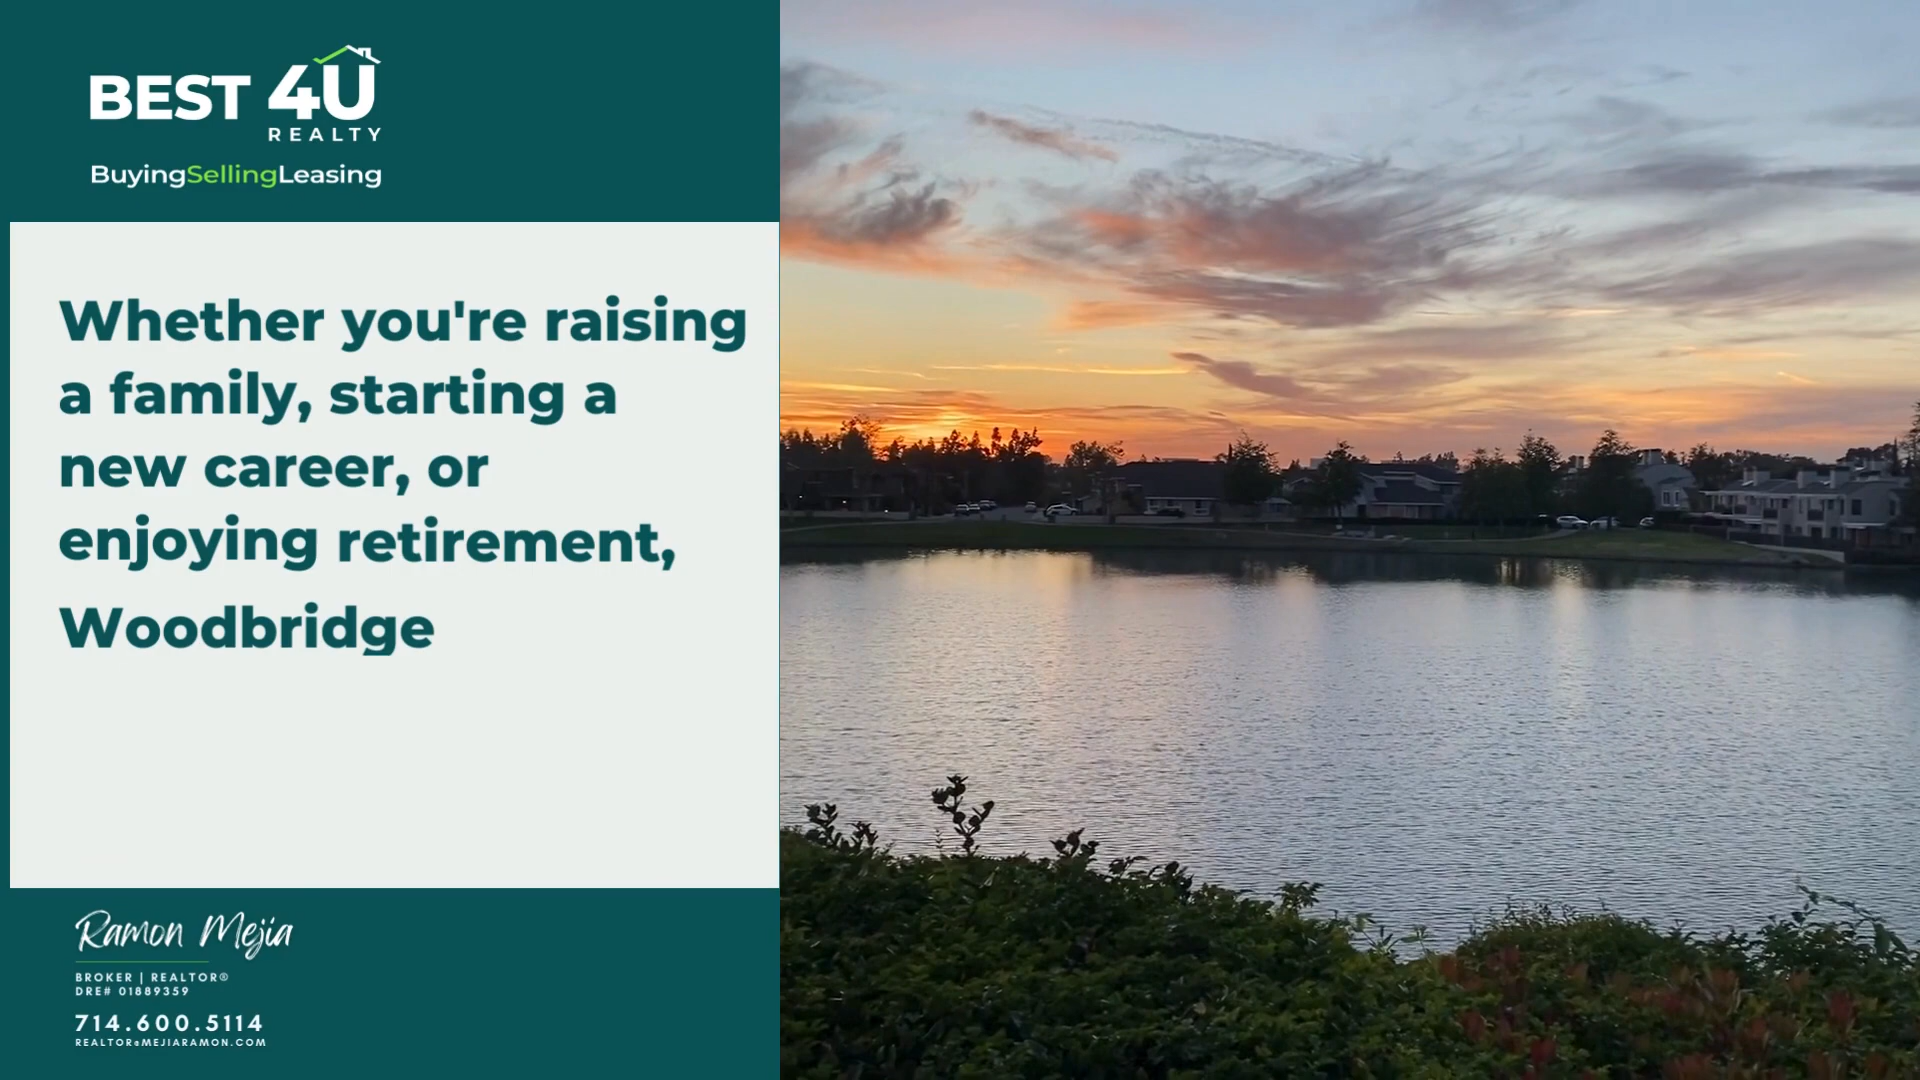 BEST 4U
REALTY
BuyingSellingLeasing
Whether you're raising
a family, starting a
new career, or
enjoying retirement,
Woodbridge
Ramon Mejia
BROKER | REALTOR®
DRE# 01889359
714.600.5114
REALTOR@MEJIARAMON.COM